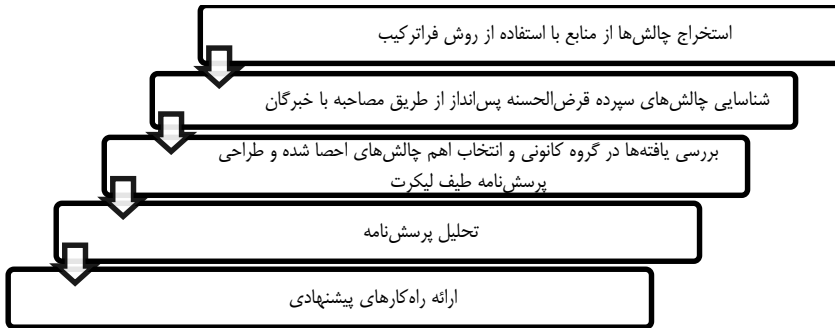 استخراج چالش‌ها از منابع با استفاده از روش فراترکیب
شناسایی چالش‌های سپرده قرض‌الحسنه پس‌انداز از طریق مصاحبه با خبرگان
بررسی یافته‌ها در گروه کانونی و انتخاب اهم چالش‌های احصا شده و طراحی
پرسش‌نامه طیف لیکرت
تحلیل پرسش‌نامه
ارائه راه‌کارهای پیشنهادی